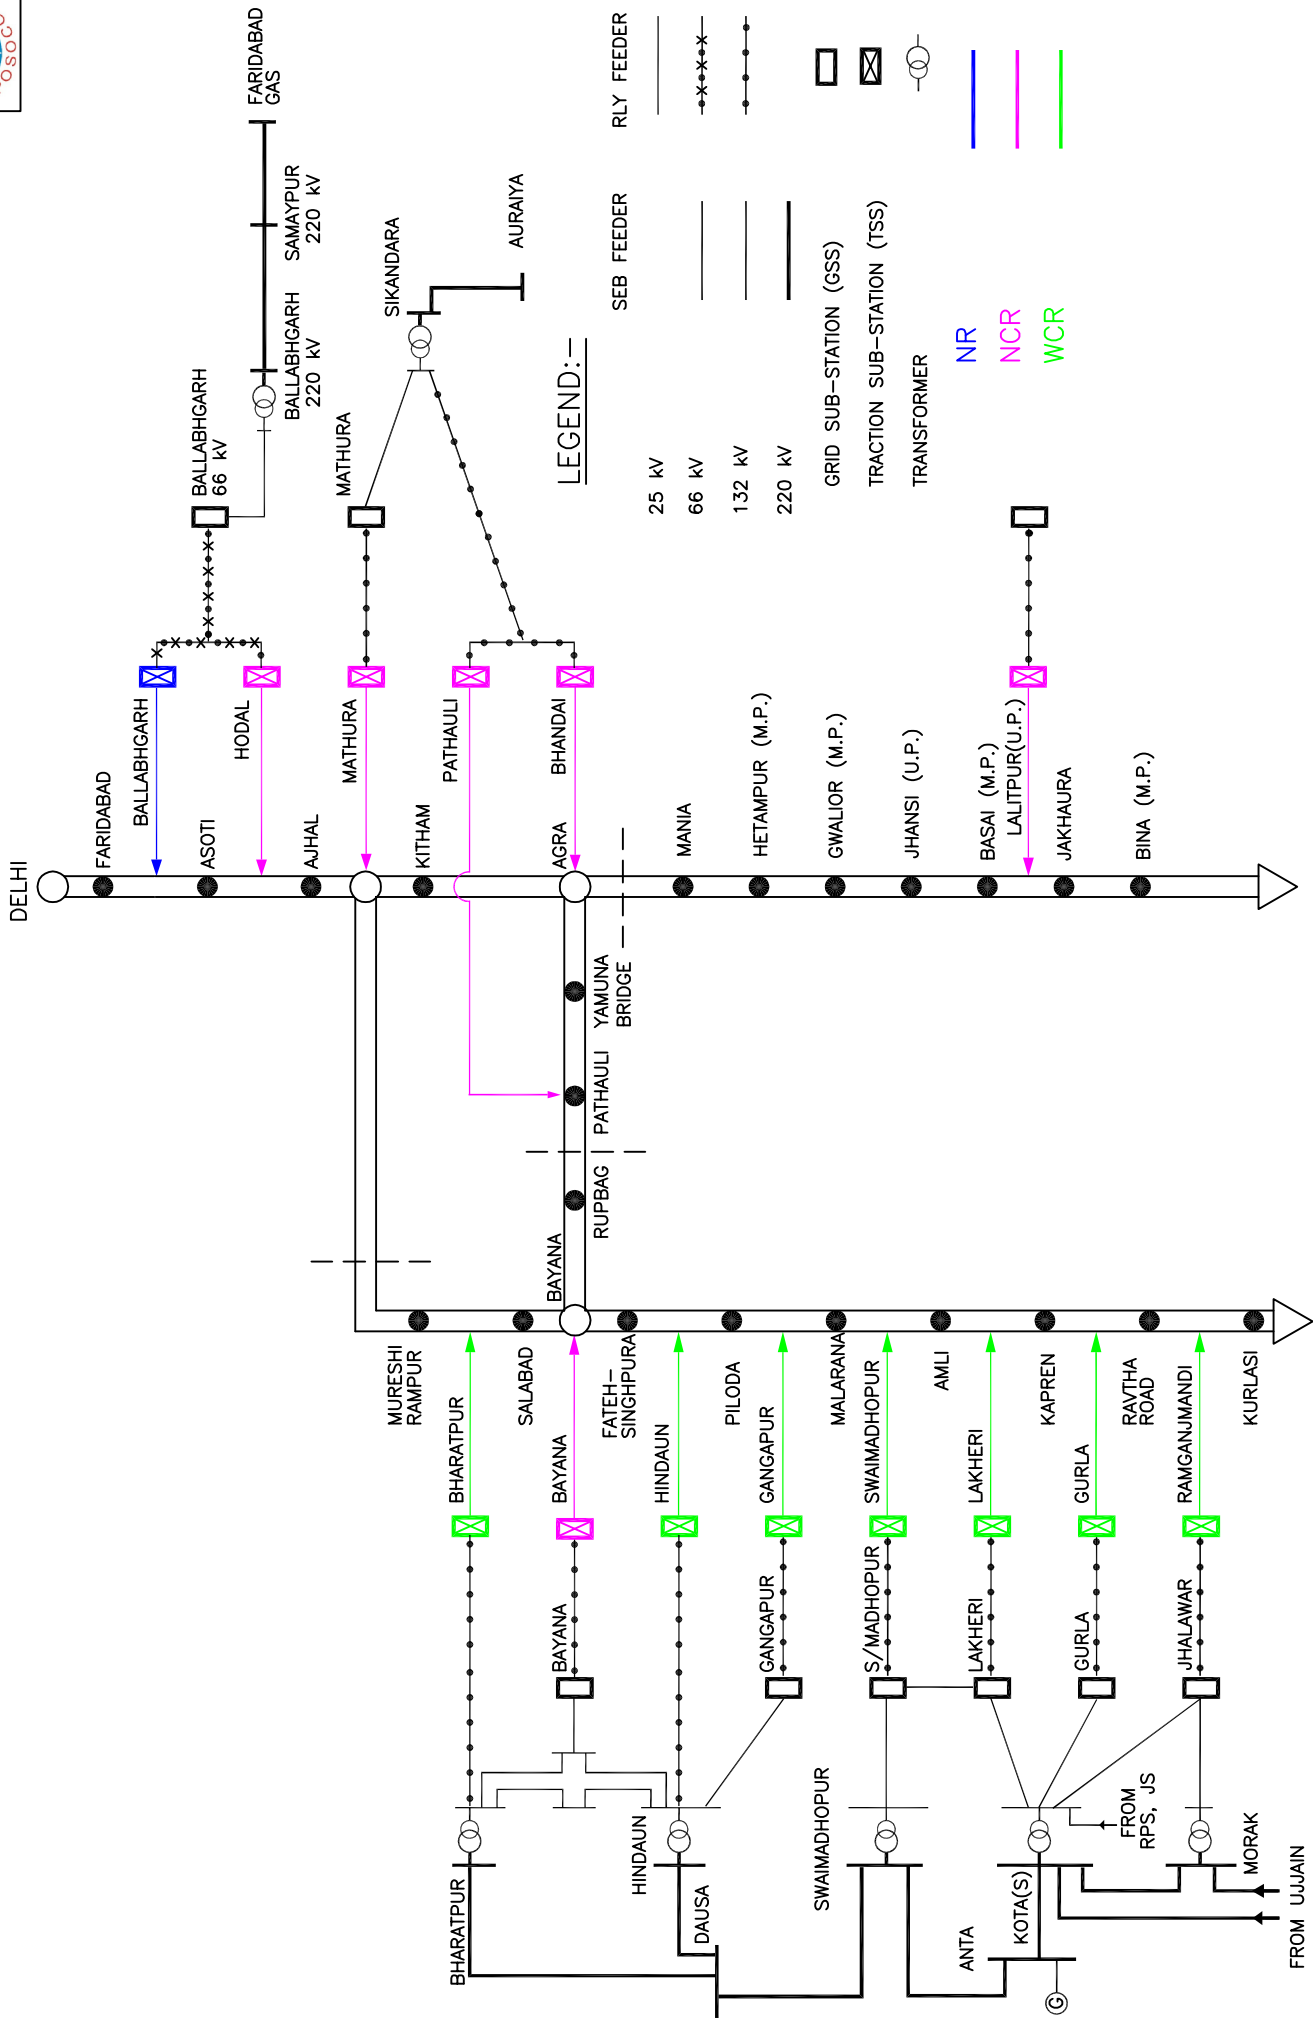 OSOCO
DELHI
FARIDABAD
BALLABHGARH
ASOTI
HODAL
AJHAL
MATHURA
KITHAM
PATHAULI
AGRA
BHANDAI
MANIA
HETAMPUR (M.P.)
GWALIOR (M.P.)
JHANSI (U.P.)
BASAI (M.P.)
LALITPUR(U.P.)
JAKHAURA
BINA (M.P.)
BALLABHGARH
66 kV
BALLABHGARH
220 kV
SAMAYPUR
220 kV
FARIDABAD
GAS
MATHURA
SIKANDARA
AURAIYA
LEGEND:-
SEB FEEDER
RLY FEEDER
25 kV
66 kV
132 kV
220 kV
GRID SUB-STATION (GSS)
TRACTION SUB-STATION (TSS)
TRANSFORMER
NR
NCR
WCR
YAMUNA
BRIDGE
PATHAULI
RUPBAG
BAYANA
MURESHI
RAMPUR
BHARATPUR
SALABAD
BAYANA
FATEH-
SINGHPURA
HINDAUN
PILODA
GANGAPUR
MALARANA
SWAIMADHOPUR
AMLI
LAKHERI
KAPREN
GURLA
RAVTHA
ROAD
RAMGANJMANDI
KURLASI
BAYANA
GANGAPUR
S/MADHOPUR
LAKHERI
GURLA
JHALAWAR
BHARATPUR
HINDAUN
DAUSA
SWAIMADHOPUR
ANTA
KOTA(S)
G
FROM
RPS, JS
MORAK
FROM UJJAIN